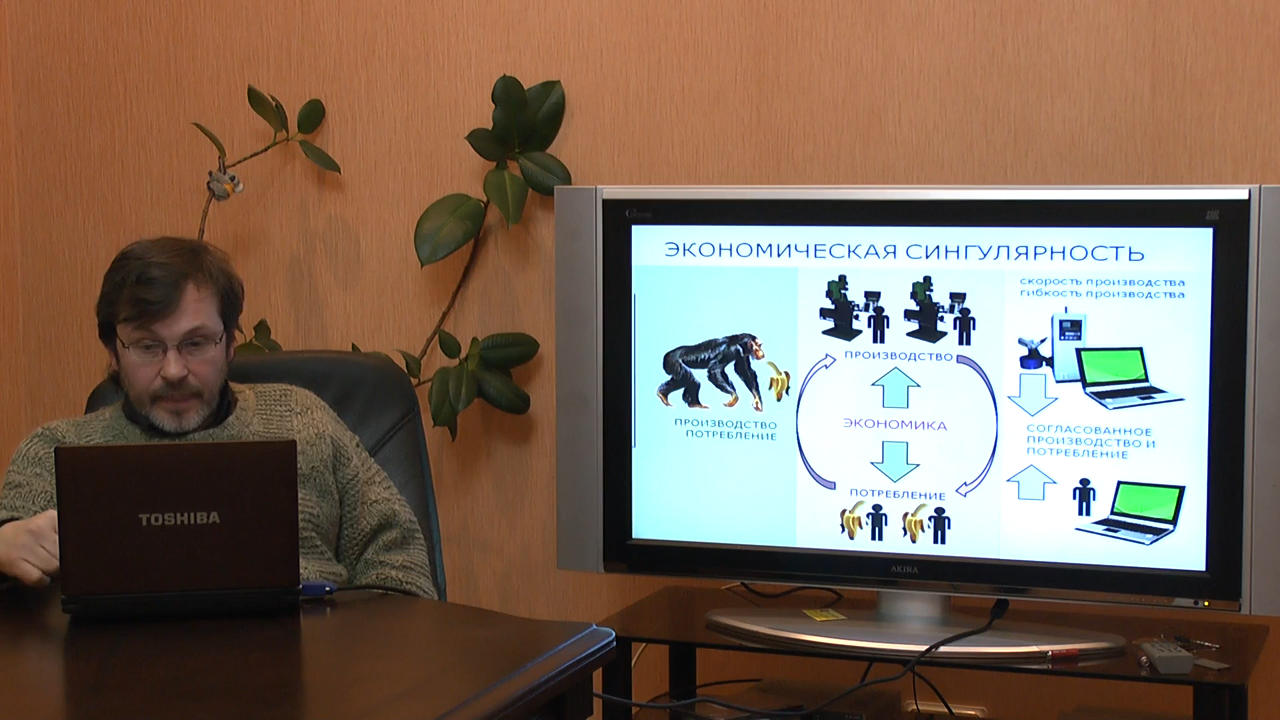 ЭКОНОМИЧЕСКАЯ СИНГУЛЯРНОСТЬ
скорость производства
гибкость производства
ПРОИЗВОДСТВО
ПРОИЗВОДСТВО
ПОТРЕБЛЕНИЕ
ЭКОНОМИКА
СОГЛАСОВАННОЕ
ПРОИЗВОДСТВО И
ПОТРЕБЛЕНИЕ
ПОТРЕБЛЕНИЕ
TOSHIBA
AKIRA